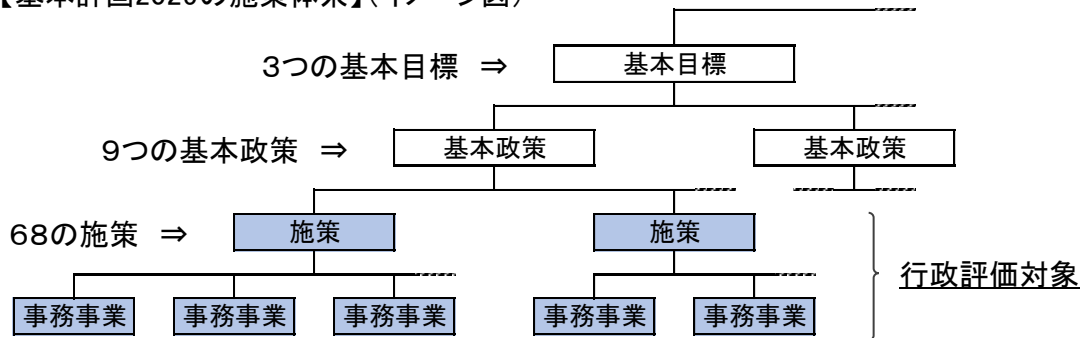 3つの基本目標 ⇒ 基本目標
9つの基本政策 ⇒ 基本政策 基本政策
68の施策 ⇒ 施策 施策
行政評価対象
事務事業 事務事業 事務事業 事務事業 事務事業